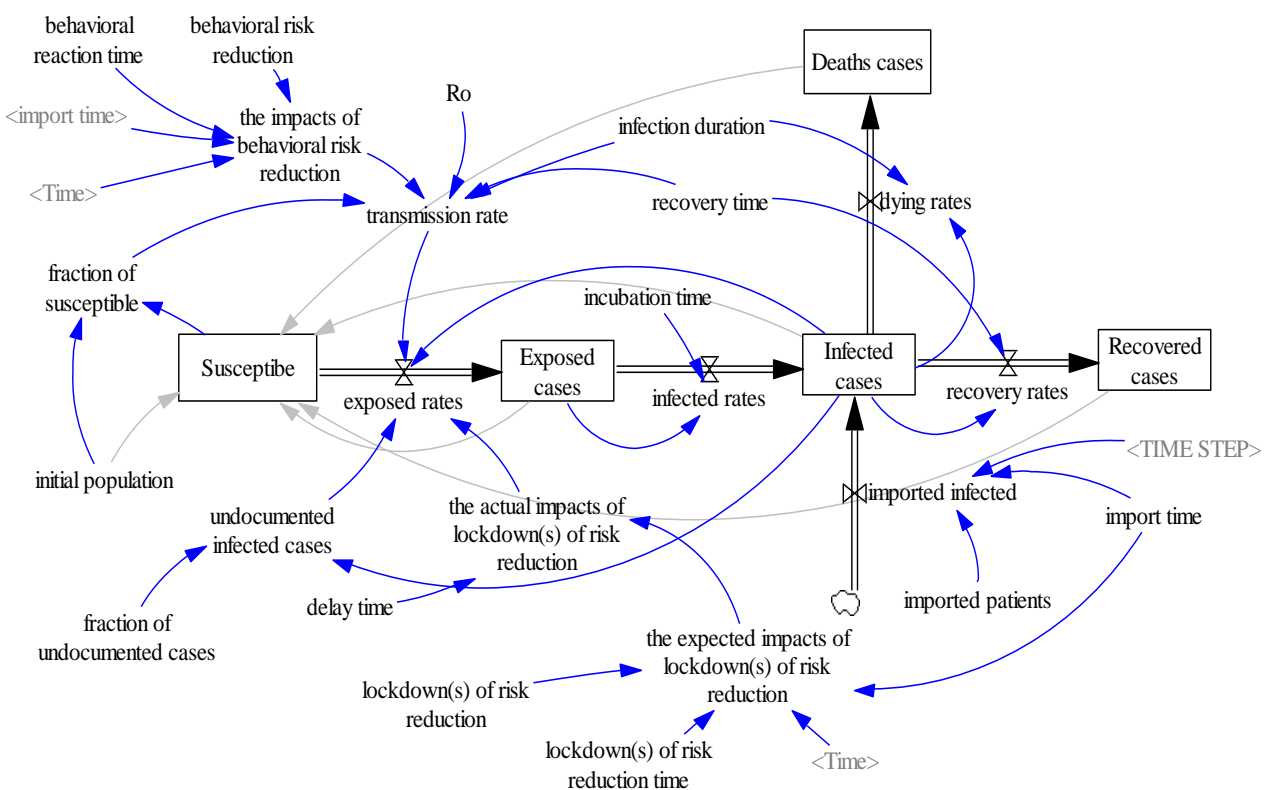 behavioral
reaction time
behavioral risk
reduction
Deaths cases
<import time>
the impacts of
behavioral risk
reduction
Ro
infection duration
<Time>
transmission rate
recovery time
dying rates
fraction of
susceptible
incubation time
Susceptibe
Exposed
cases
Infected
cases
Recovered
cases
exposed rates
infected rates
recovery rates
initial population
<TIME STEP>
undocumented
infected cases
the actual impacts of
lockdown(s) of risk
reduction
imported infected
import time
delay time
imported patients
fraction of
undocumented cases
the expected impacts of
lockdown(s) of risk
reduction
lockdown(s) of risk
reduction
lockdown(s) of risk
reduction time
<Time>